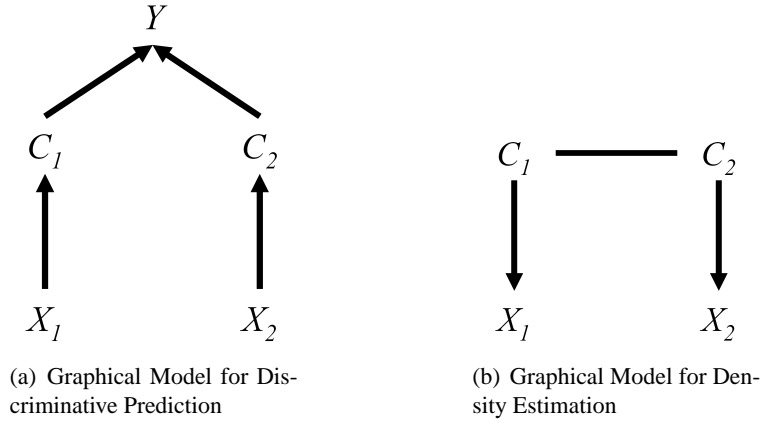 Y
C1 C2
X1 X2
(a) Graphical Model for Dis-
criminative Prediction
C1 C2
X1 X2
(b) Graphical Model for Den-
sity Estimation